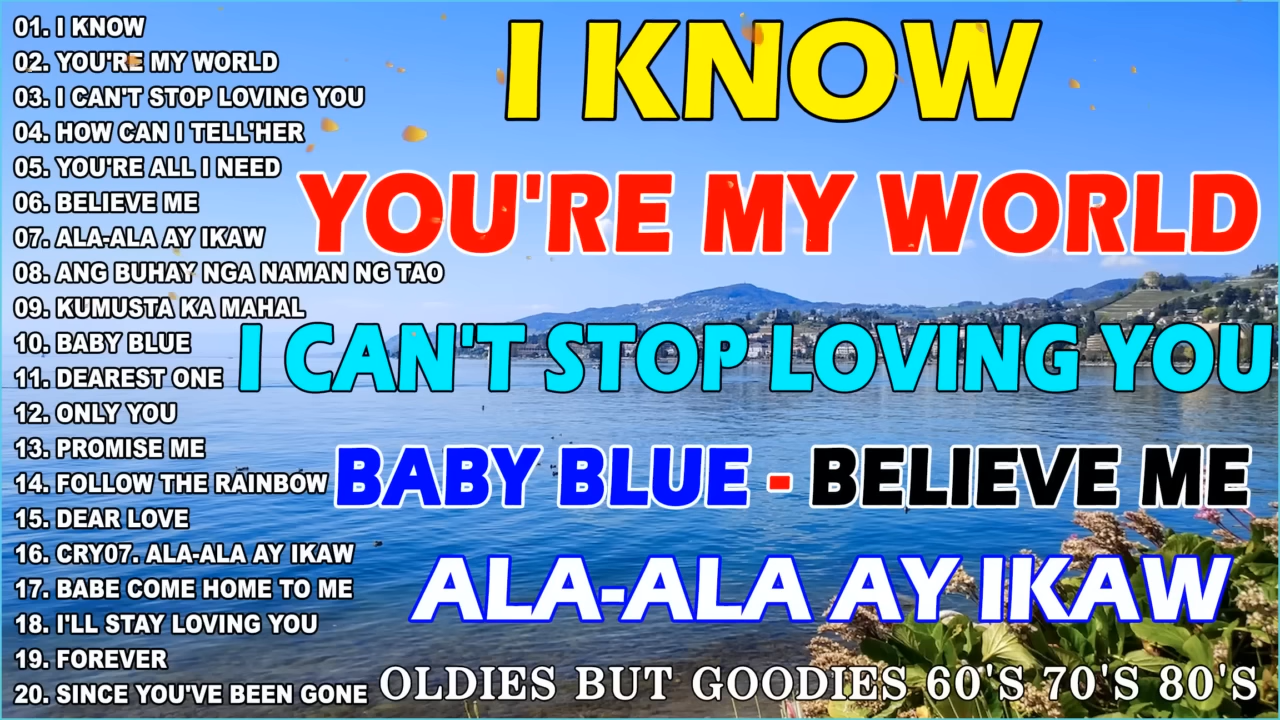 01. I KNOW
02. YOU'RE MY WORLD
03. I CAN'T STOP LOVING YOU
04. HOW CAN I TELL'HER
05. YOU'RE ALL I NEED
06. BELIEVE ME
07. ALA-ALA AY IKAW
08. ANG BUHAY NGA NAMAN NG TAO
09. KUMUSTA KA MAHAL
10. BABY BLUE
11. DEAREST ONE
12. ONLY YOU
13. PROMISE ME
14. FOLLOW THE RAINBOW
15. DEAR LOVE
16. CRY07. ALA-ALA AY IKAW
17. BABE COME HOME TO ME
18. I'LL STAY LOVING YOU
19. FOREVER
20. SINCE YOU'VE BEEN GONE
I KNOW
YOU'RE MY WORLD
I CAN'T STOP LOVING YOU
BABY BLUE - BELIEVE ME
ALA-ALA AY IKAW
OLDIES BUT GOODIES 60'S 70'S 80'S